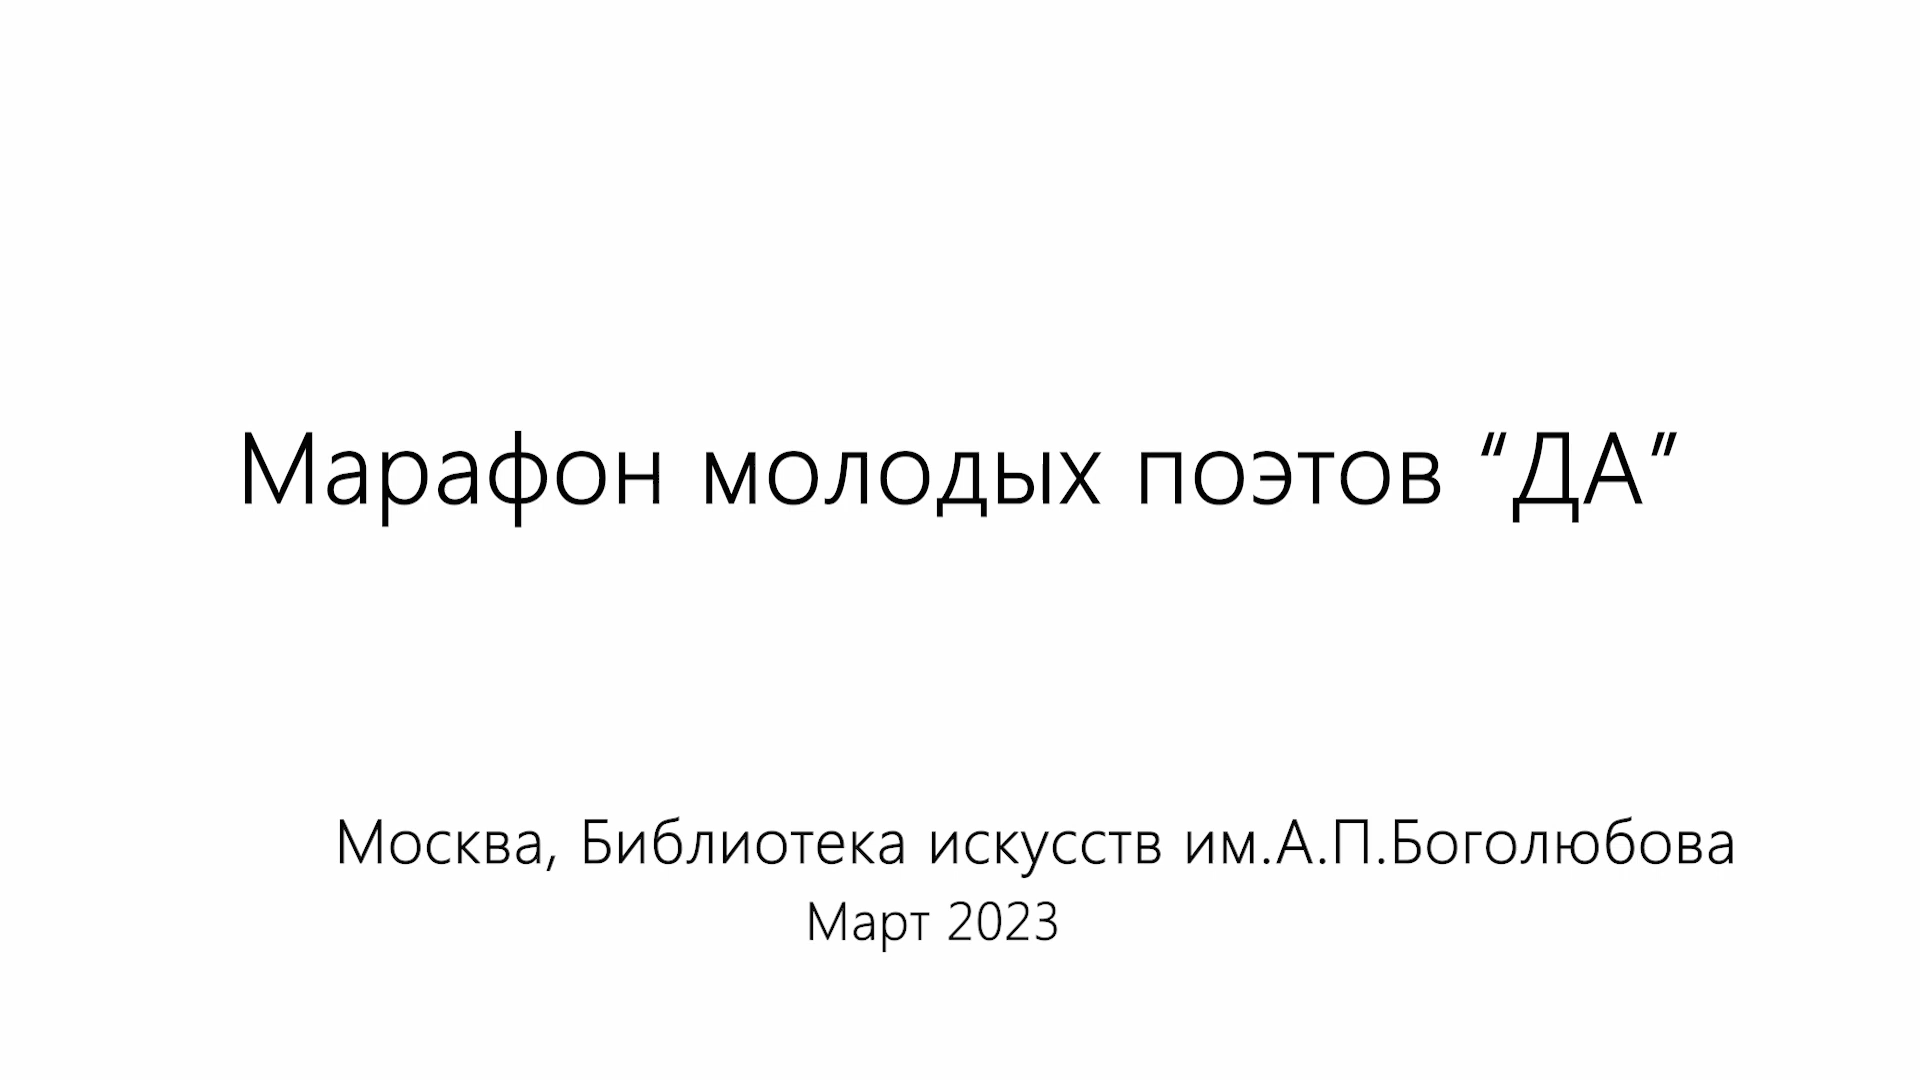 Марафон молодых поэтов “ДА”
Москва, Библиотека искусств им.А.П.Боголюбова
Март 2023